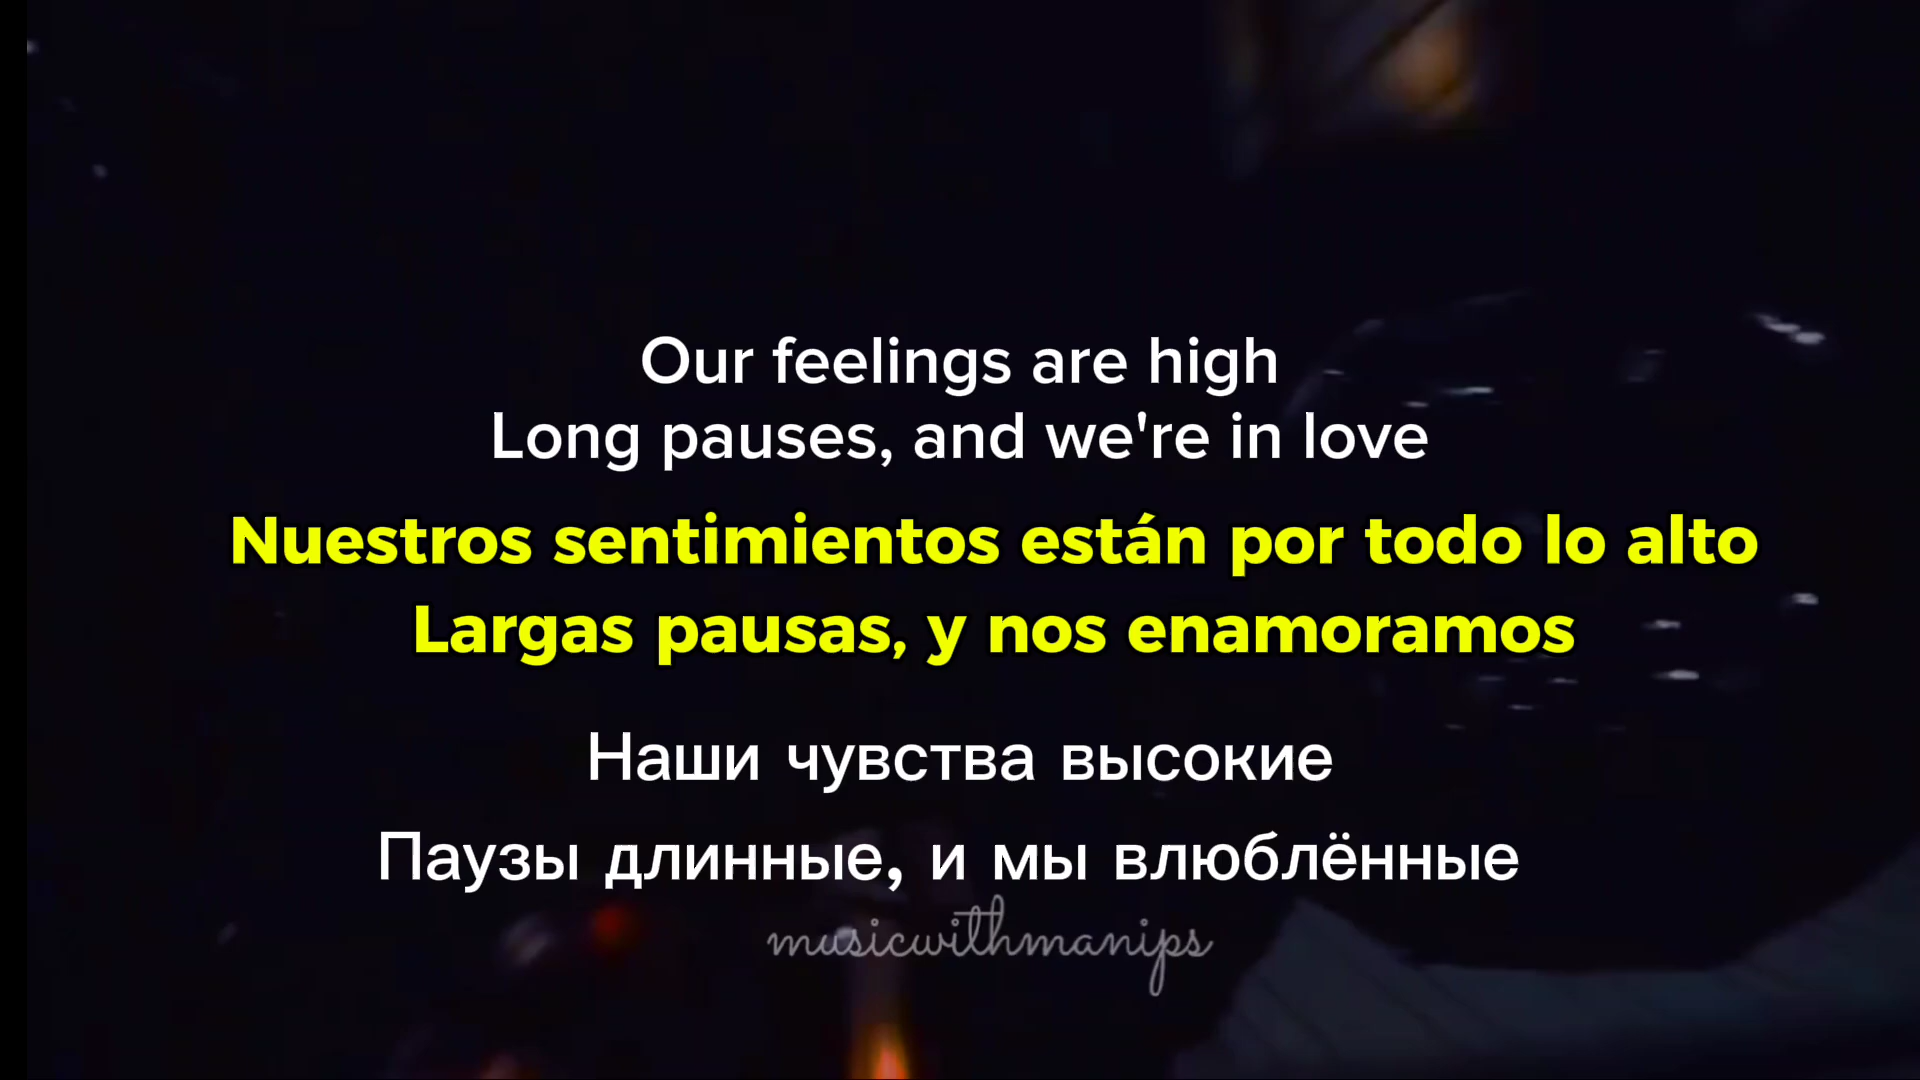 Our feelings are high
Long pauses, and we're in love
Nuestros sentimientos están por todo lo alto
Largas pausas, y nos enamoramos
Наши чувства высокие
Паузы длинные, и мы влюблённые
musicwithmanips